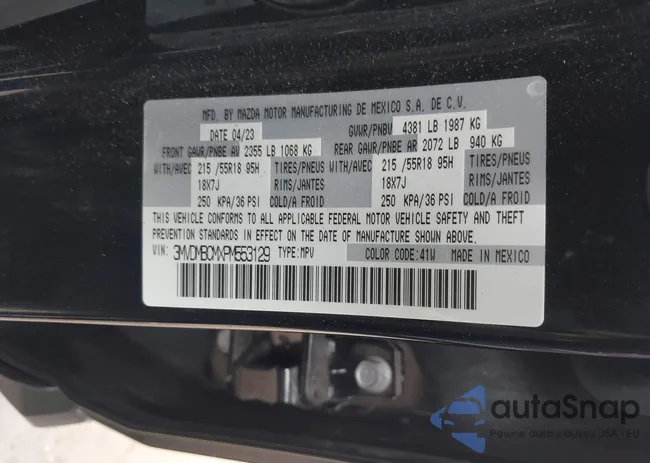 MFD. BY MAZDA MOTOR MANUFACTURING DE MEXICO S.A. DE C.V.
DATE 04/23 GVWR/PNBV 4381 LB 1987 KG
FRONT GAWR/PNBE AV 2355 LB 1068 KG REAR GAWR/PNBE AR 2072 LB 940 KG
WITH/AVEC 215 /55R18 95H TIRES/PNEUS WITH/AVEC 215 /55R18 95H TIRES/PNEUS
18X7J RIMS/JANTES 18X7J RIMS/JANTES
250 KPA/36 PSI COLD/A FROID 250 KPA/36 PSI COLD/A FROID
THIS VEHICLE CONFORMS TO ALL APPLICABLE FEDERAL MOTOR VEHICLE SAFETY AND THEFT
PREVENTION STANDARDS IN EFFECT ON THE DATE OF MANUFACTURE SHOWN ABOVE.
VIN: 3MVDMBCMXPM553129 TYPE: MPV COLOR CODE: 41W MADE IN MEXICO
autoSnap